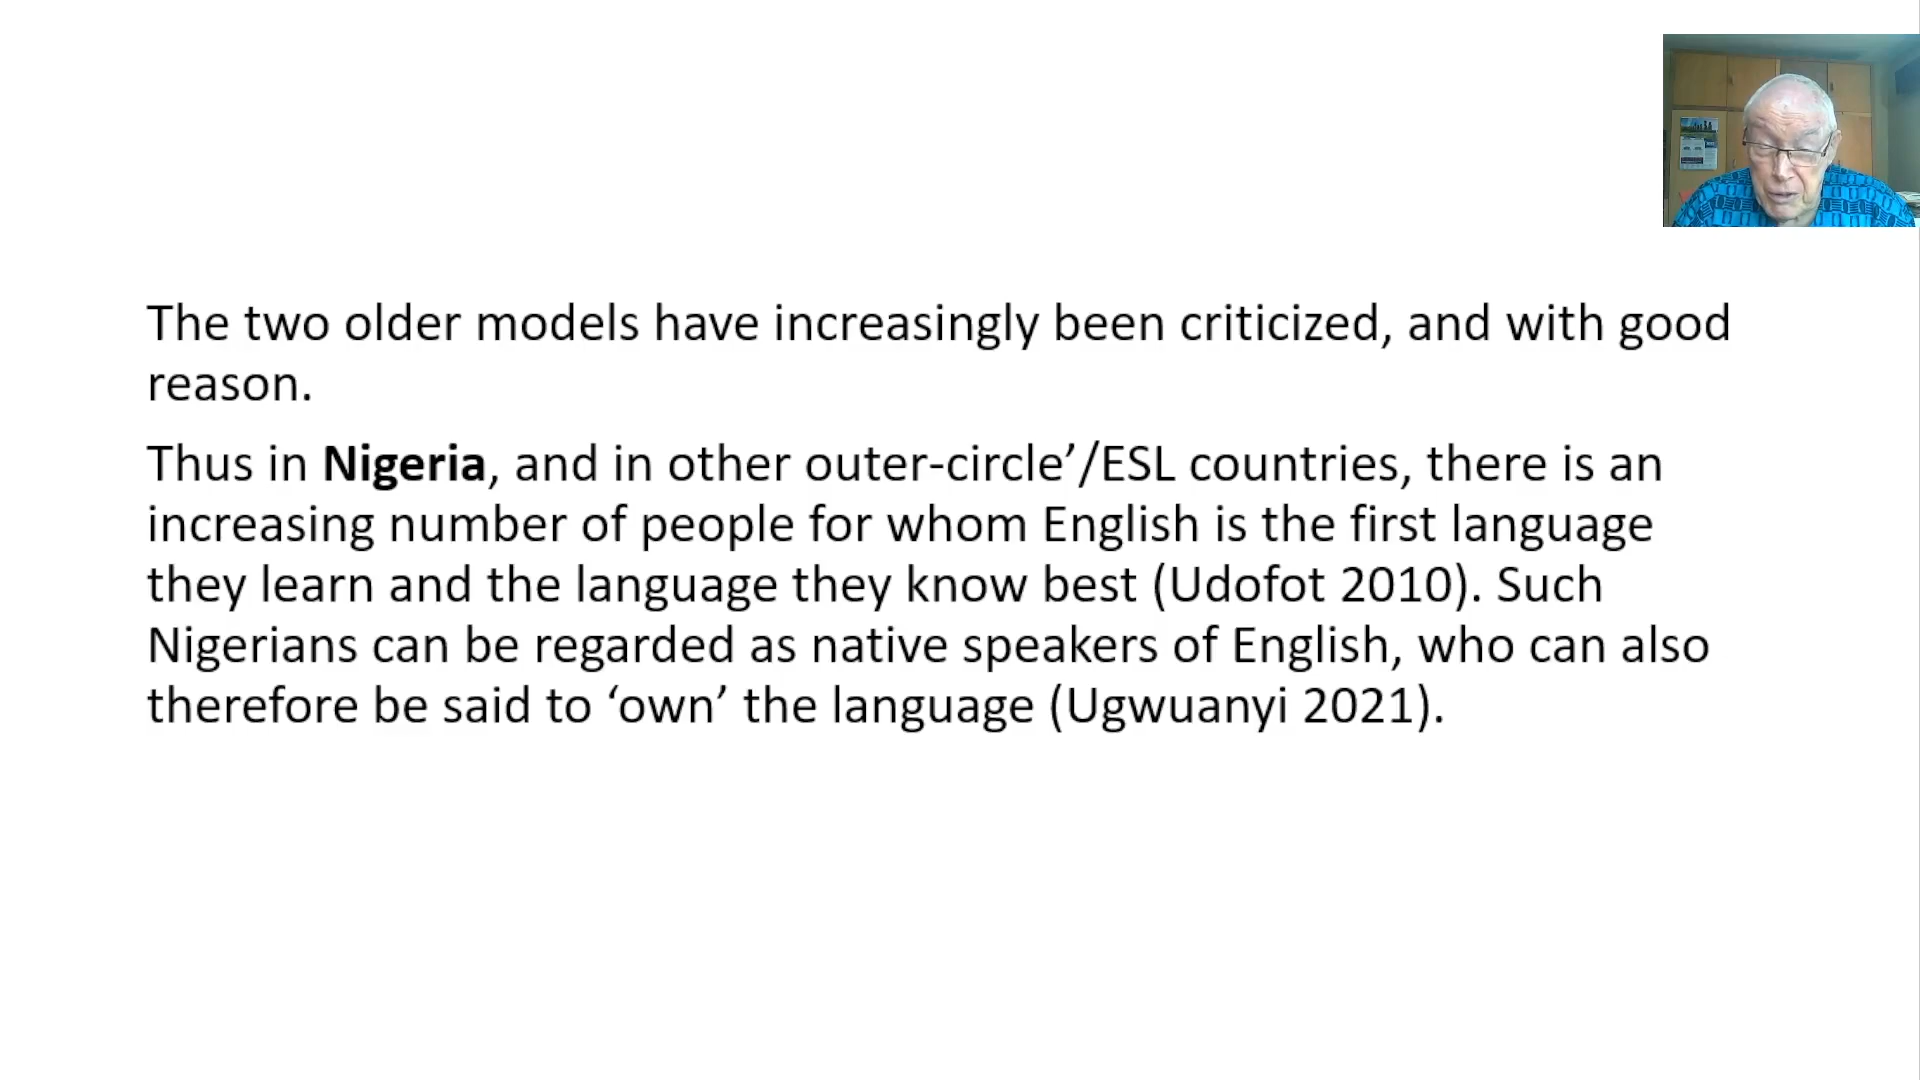 The two older models have increasingly been criticized, and with good
reason.
Thus in Nigeria, and in other outer-circle’/ESL countries, there is an
increasing number of people for whom English is the first language
they learn and the language they know best (Udofot 2010). Such
Nigerians can be regarded as native speakers of English, who can also
therefore be said to ‘own’ the language (Ugwuanyi 2021).